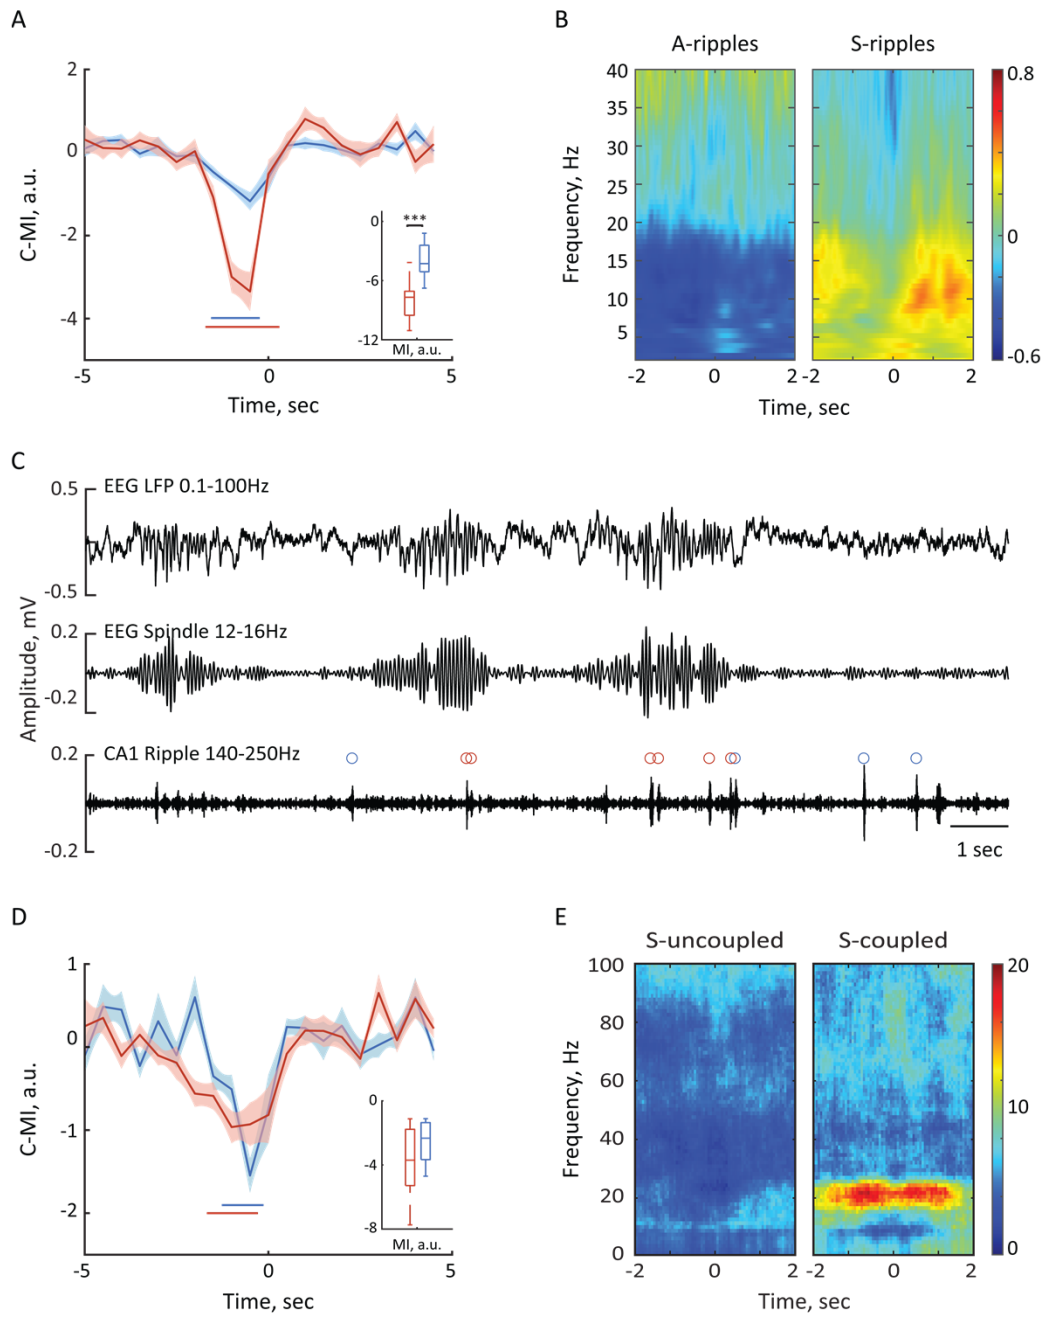 A
2
0
-2
-4
C-MI, a.u.
-5
0
5
Time, sec
0
-6
-12
***
MI, a.u.
B
A-ripples
S-ripples
40
35
30
25
20
15
10
5
Frequency, Hz
-2
0
2
-2
0
2
Time, sec
0.8
0
-0.6
C
EEG LFP 0.1-100Hz
0.5
-0.5
EEG Spindle 12-16Hz
0.2
-0.2
Amplitude, mV
CA1 Ripple 140-250Hz
0.2
-0.2
1 sec
D
1
0
-1
-2
C-MI, a.u.
-5
0
5
Time, sec
0
-4
-8
MI, a.u.
E
S-uncoupled
S-coupled
100
80
60
40
20
0
Frequency, Hz
-2
0
2
-2
0
2
Time, sec
20
10
0